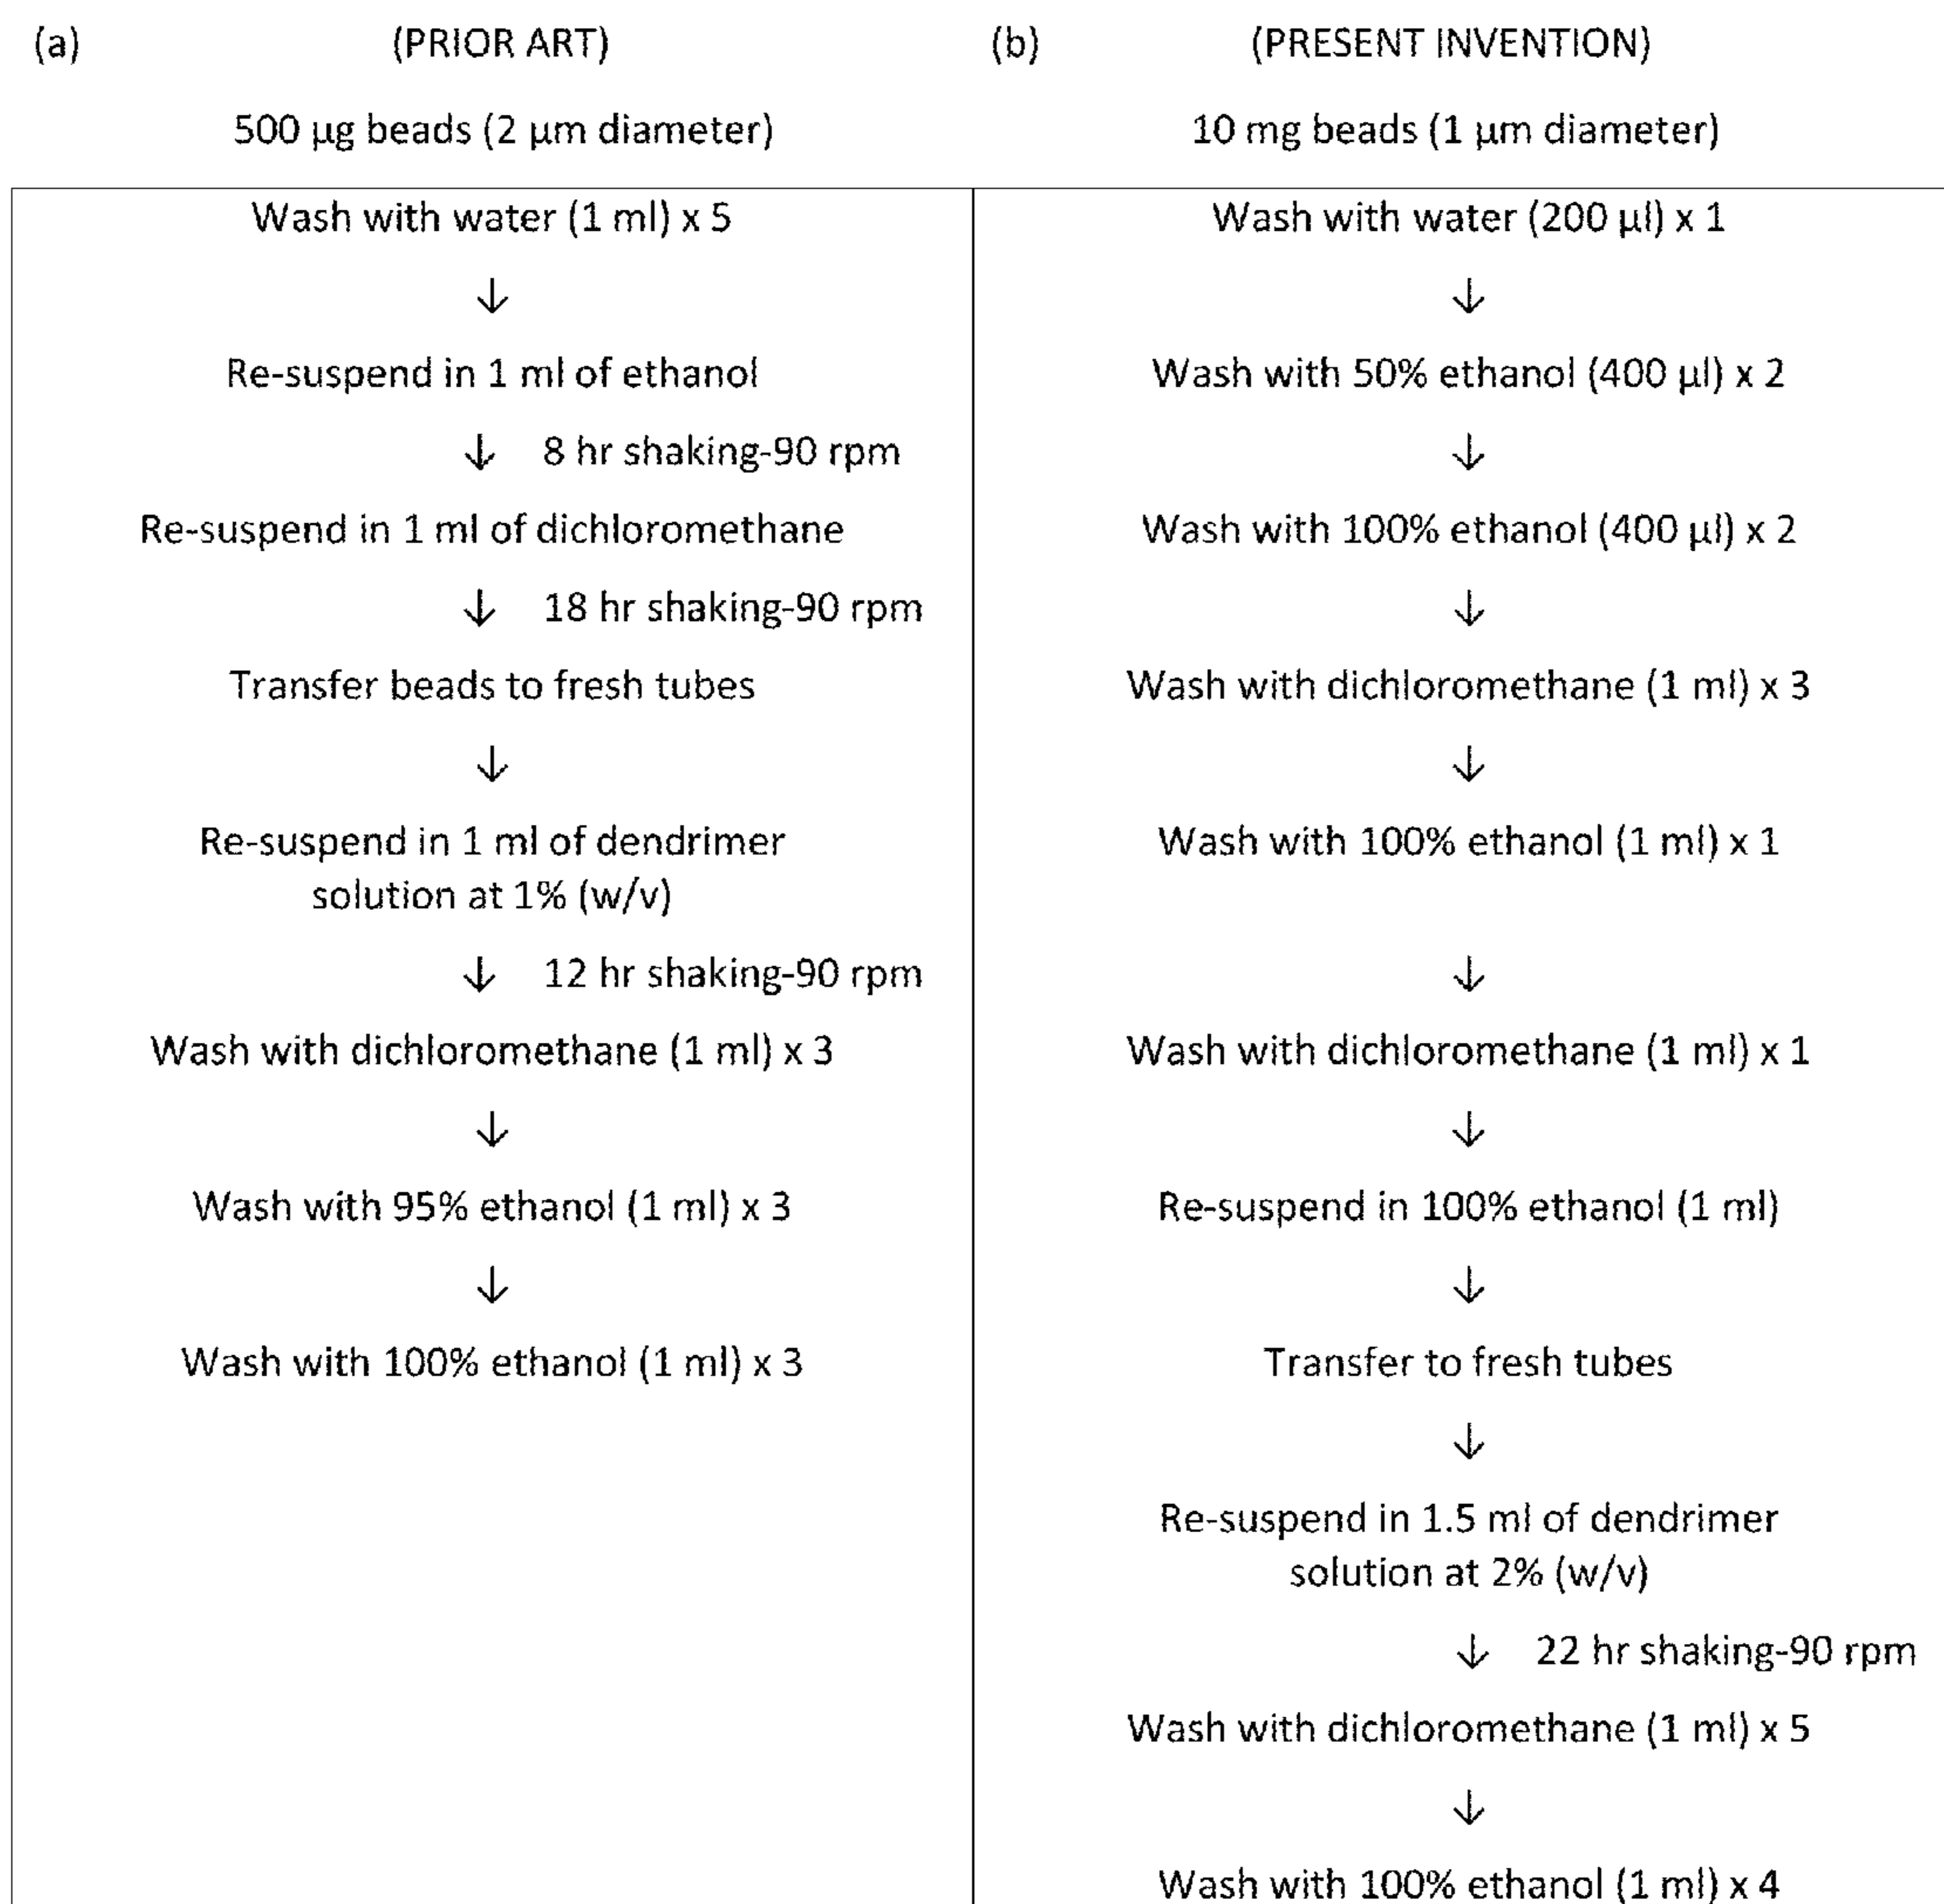 (a)
(PRIOR ART)
500 µg beads (2 µm diameter)
Wash with water (1 ml) x 5
↓
Re-suspend in 1 ml of ethanol
↓ 8 hr shaking-90 rpm
Re-suspend in 1 ml of dichloromethane
↓ 18 hr shaking-90 rpm
Transfer beads to fresh tubes
↓
Re-suspend in 1 ml of dendrimer
solution at 1% (w/v)
↓ 12 hr shaking-90 rpm
Wash with dichloromethane (1 ml) x 3
↓
Wash with 95% ethanol (1 ml) x 3
↓
Wash with 100% ethanol (1 ml) x 3
(b)
(PRESENT INVENTION)
10 mg beads (1 µm diameter)
Wash with water (200 µl) x 1
↓
Wash with 50% ethanol (400 µl) x 2
↓
Wash with 100% ethanol (400 µl) x 2
↓
Wash with dichloromethane (1 ml) x 3
↓
Wash with 100% ethanol (1 ml) x 1
↓
Wash with dichloromethane (1 ml) x 1
↓
Re-suspend in 100% ethanol (1 ml)
↓
Transfer to fresh tubes
↓
Re-suspend in 1.5 ml of dendrimer
solution at 2% (w/v)
↓ 22 hr shaking-90 rpm
Wash with dichloromethane (1 ml) x 5
↓
Wash with 100% ethanol (1 ml) x 4